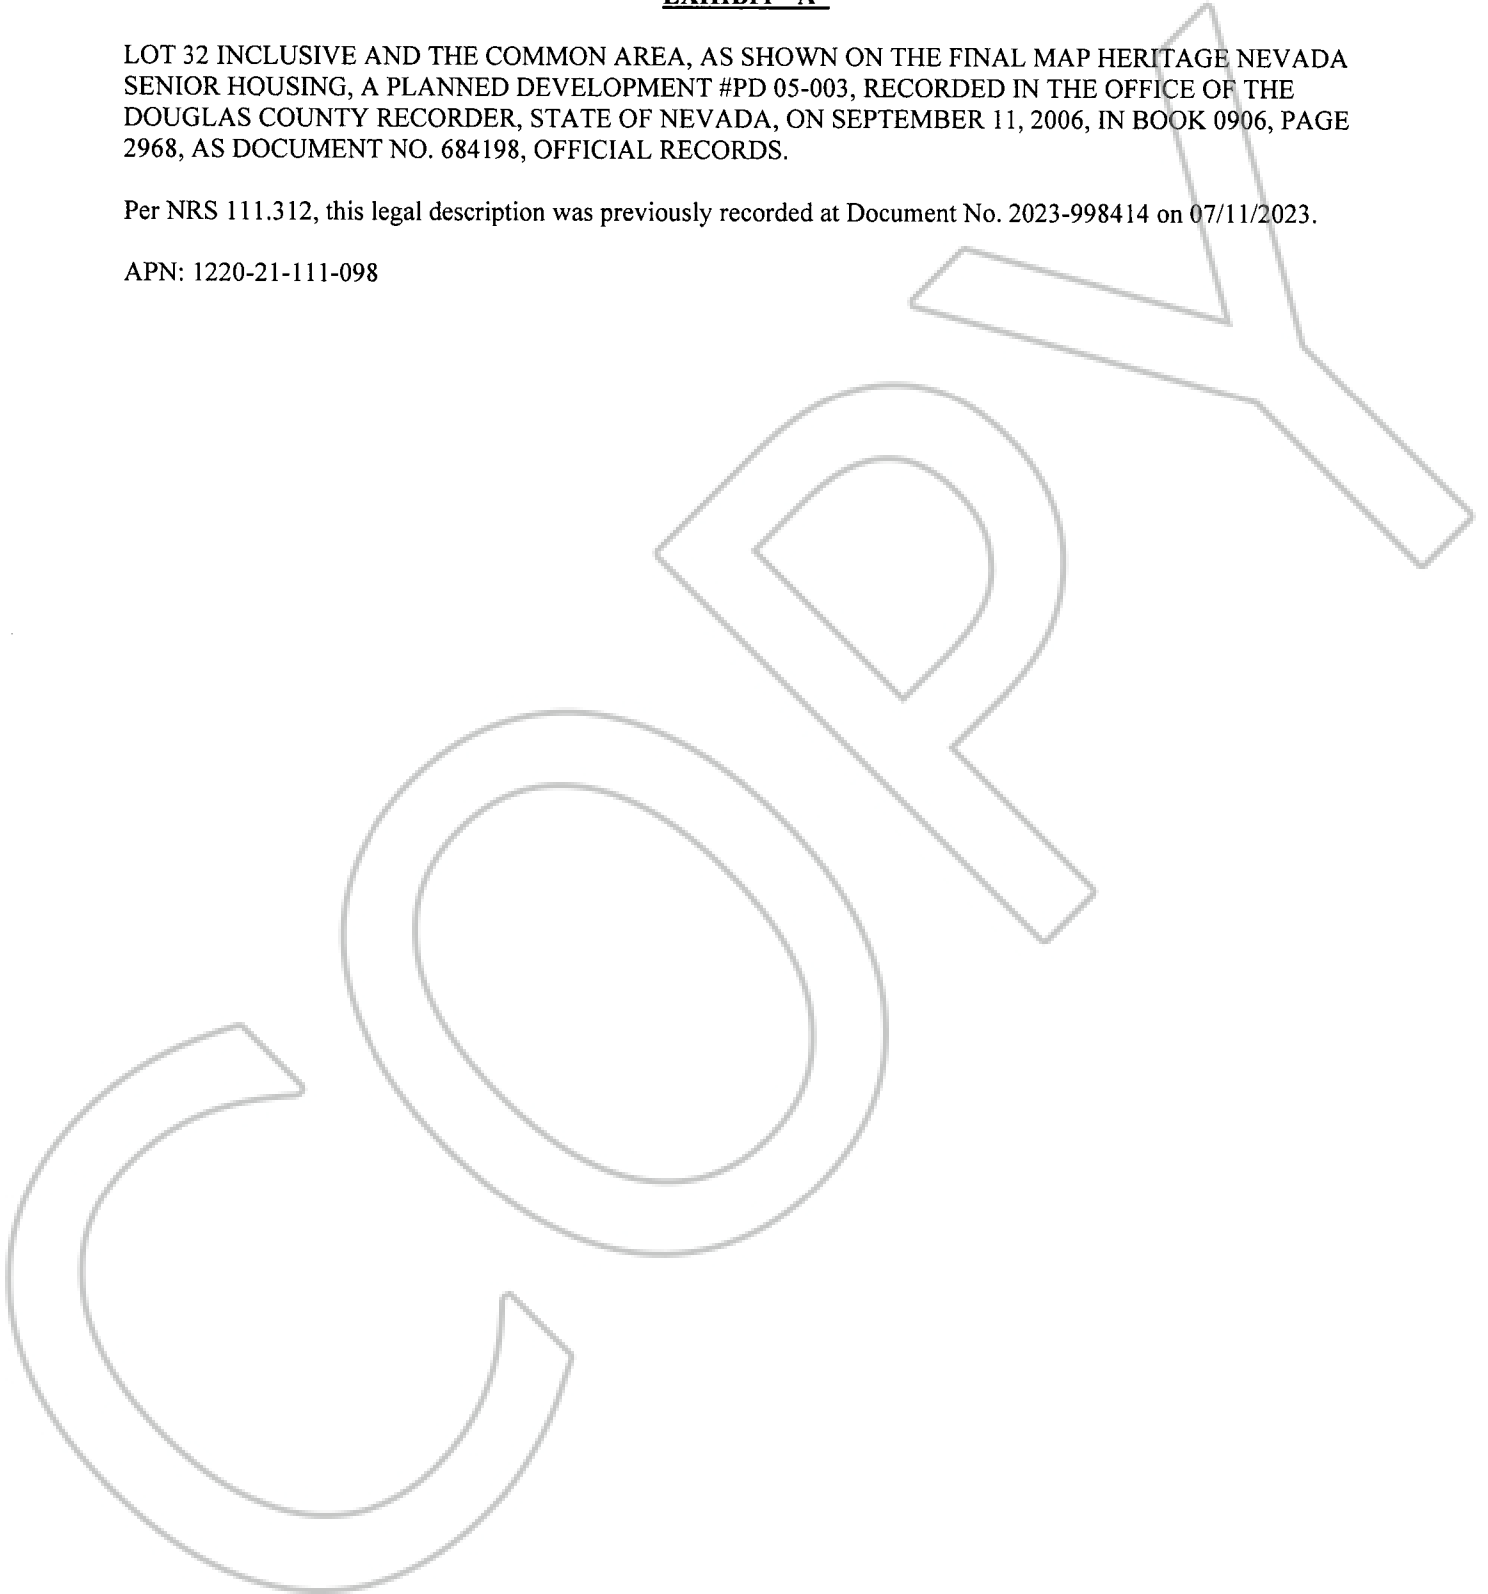 EXHIBIT "A"
LOT 32 INCLUSIVE AND THE COMMON AREA, AS SHOWN ON THE FINAL MAP HERITAGE NEVADA
SENIOR HOUSING, A PLANNED DEVELOPMENT #PD 05-003, RECORDED IN THE OFFICE OF THE
DOUGLAS COUNTY RECORDER, STATE OF NEVADA, ON SEPTEMBER 11, 2006, IN BOOK 0906, PAGE
2968, AS DOCUMENT NO. 684198, OFFICIAL RECORDS.
Per NRS 111.312, this legal description was previously recorded at Document No. 2023-998414 on 07/11/2023.
APN: 1220-21-111-098
COPY